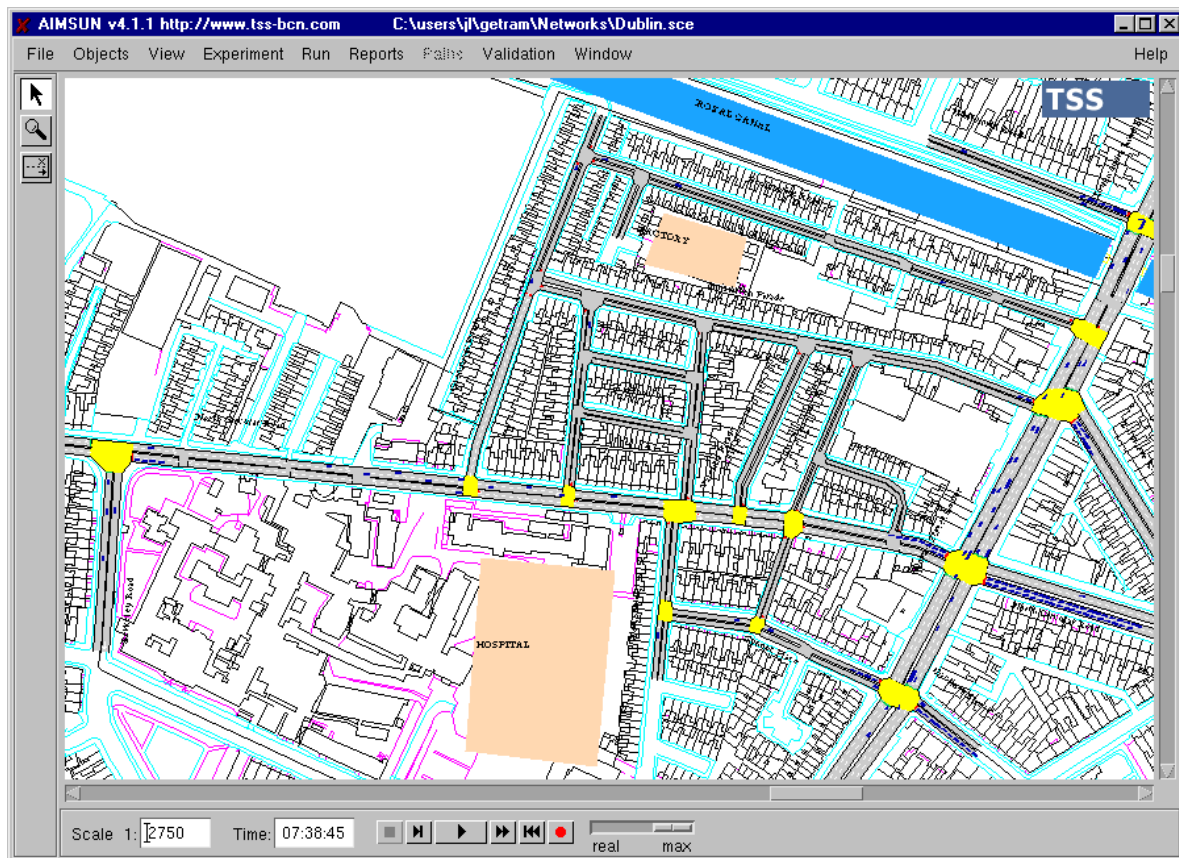 AIMSUN v4.1.1 http://www.tss-bcn.com C:\users\jl\getram\Networks\Dublin.sce
File Objects View Experiment Run Reports Paths Validation Window Help
TSS
ROYAL CANAL
FACTORY
HOSPITAL
Berkeley Road
Scale 1: 2750 Time: 07:38:45
real max